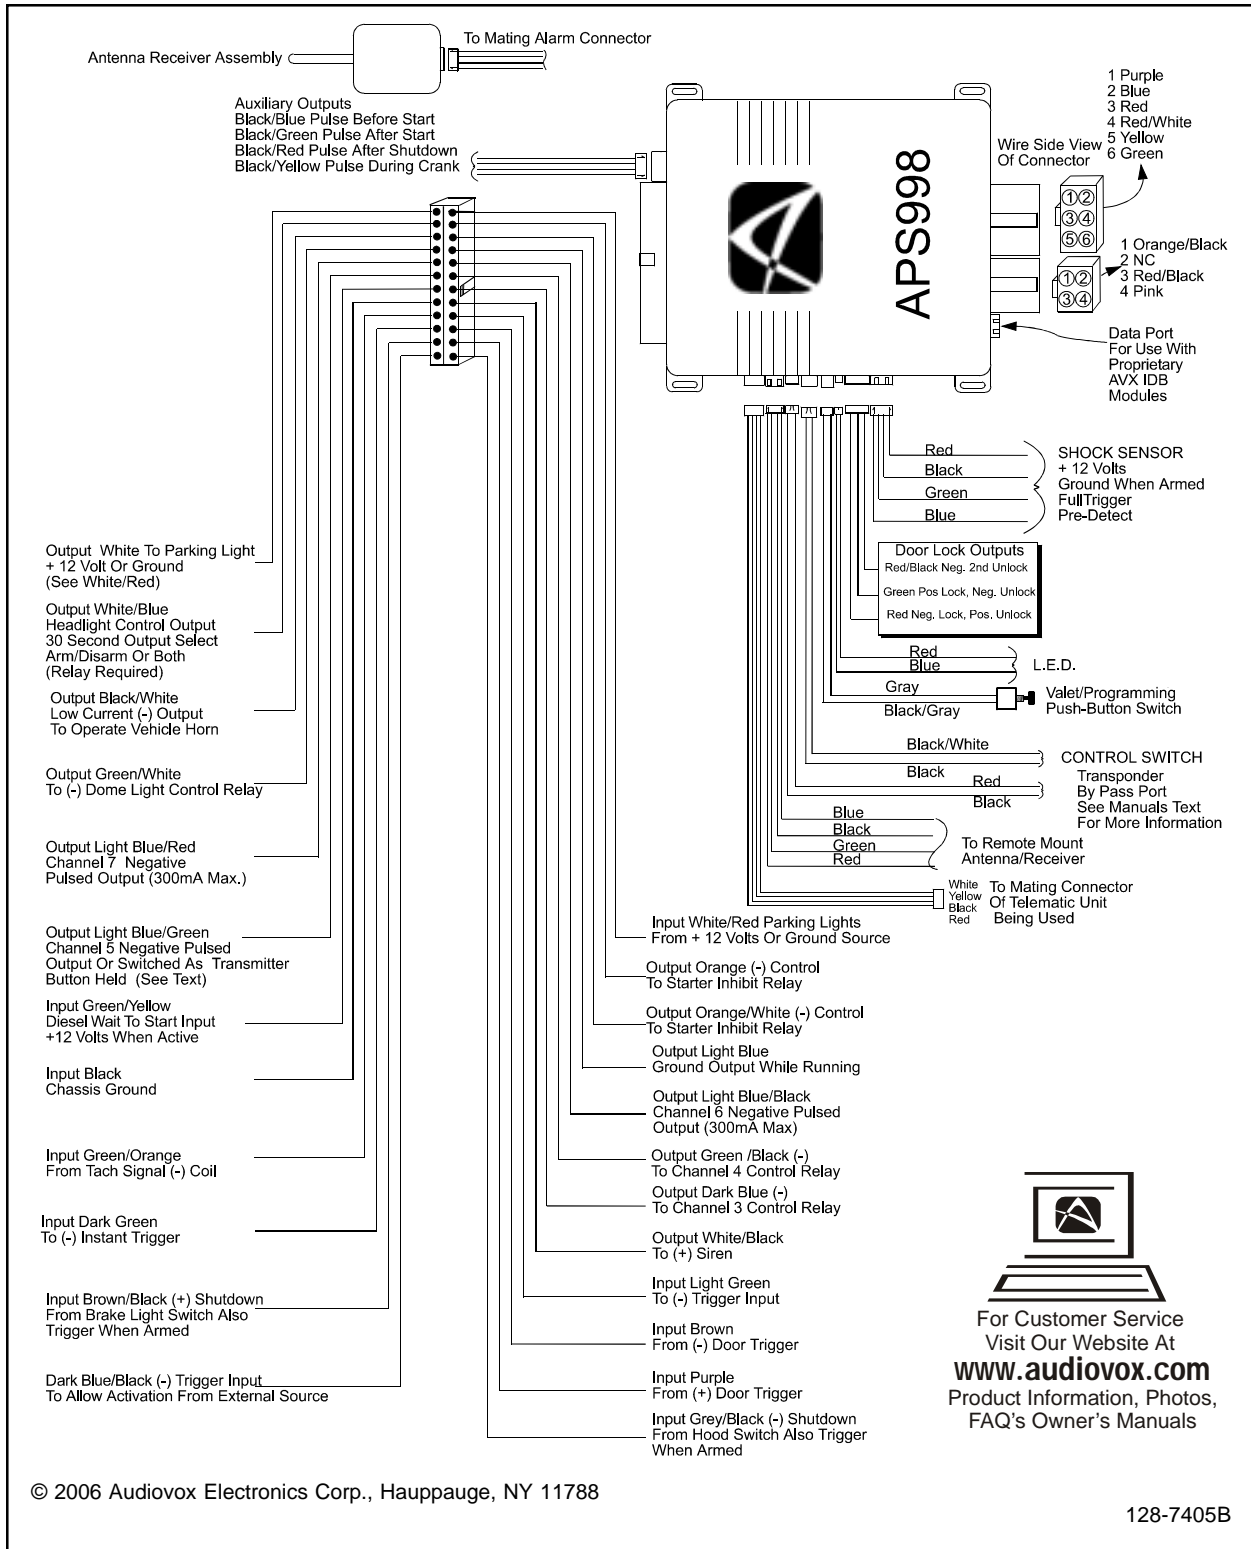 Antenna Receiver Assembly
To Mating Alarm Connector
Auxiliary Outputs
Black/Blue Pulse Before Start
Black/Green Pulse After Start
Black/Red Pulse After Shutdown
Black/Yellow Pulse During Crank
APS998
1 Purple
2 Blue
3 Red
4 Red/White
5 Yellow
6 Green
Wire Side View
Of Connector
1 2
3 4
5 6
1 Orange/Black
2 NC
3 Red/Black
4 Pink
1 2
3 4
Data Port
For Use With
Proprietary
AVX IDB
Modules
Red
Black
Green
Blue
SHOCK SENSOR
+ 12 Volts
Ground When Armed
FullTrigger
Pre-Detect
Door Lock Outputs
Red/Black Neg. 2nd Unlock
Green Pos Lock, Neg. Unlock
Red Neg. Lock, Pos. Unlock
Red
Blue
L.E.D.
Gray
Black/Gray
Valet/Programming
Push-Button Switch
Black/White
Black
CONTROL SWITCH
Red
Black
Transponder
By Pass Port
See Manuals Text
For More Information
Blue
Black
Green
Red
To Remote Mount
Antenna/Receiver
White
Yellow
Black
Red
To Mating Connector
Of Telematic Unit
Being Used
Output White To Parking Light
+ 12 Volt Or Ground
(See White/Red)
Output White/Blue
Headlight Control Output
30 Second Output Select
Arm/Disarm Or Both
(Relay Required)
Output Black/White
Low Current (-) Output
To Operate Vehicle Horn
Output Green/White
To (-) Dome Light Control Relay
Output Light Blue/Red
Channel 7 Negative
Pulsed Output (300mA Max.)
Output Light Blue/Green
Channel 5 Negative Pulsed
Output Or Switched As Transmitter
Button Held (See Text)
Input Green/Yellow
Diesel Wait To Start Input
+12 Volts When Active
Input Black
Chassis Ground
Input Green/Orange
From Tach Signal (-) Coil
Input Dark Green
To (-) Instant Trigger
Input Brown/Black (+) Shutdown
From Brake Light Switch Also
Trigger When Armed
Dark Blue/Black (-) Trigger Input
To Allow Activation From External Source
Input White/Red Parking Lights
From + 12 Volts Or Ground Source
Output Orange (-) Control
To Starter Inhibit Relay
Output Orange/White (-) Control
To Starter Inhibit Relay
Output Light Blue
Ground Output While Running
Output Light Blue/Black
Channel 6 Negative Pulsed
Output (300mA Max)
Output Green /Black (-)
To Channel 4 Control Relay
Output Dark Blue (-)
To Channel 3 Control Relay
Output White/Black
To (+) Siren
Input Light Green
To (-) Trigger Input
Input Brown
From (-) Door Trigger
Input Purple
From (+) Door Trigger
Input Grey/Black (-) Shutdown
From Hood Switch Also Trigger
When Armed
For Customer Service
Visit Our Website At
www.audiovox.com
Product Information, Photos,
FAQ's Owner's Manuals
© 2006 Audiovox Electronics Corp., Hauppauge, NY 11788
128-7405B